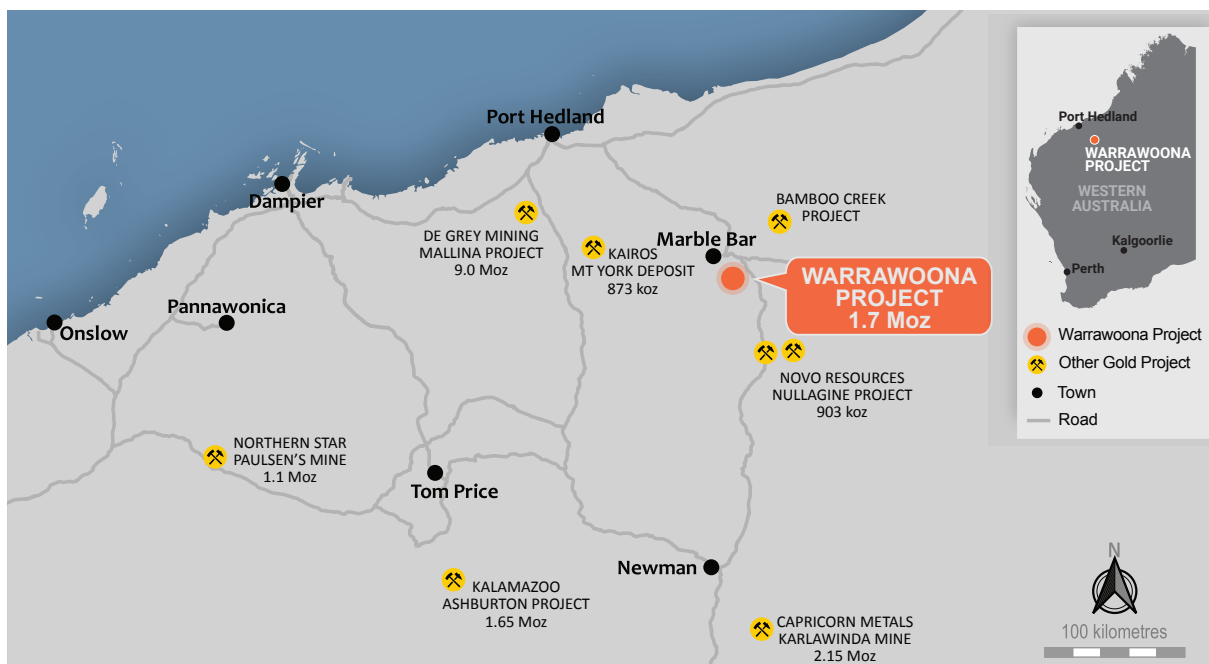 Port Hedland
Dampier
DE GREY MINING
MALLINA PROJECT
9.0 Moz
KAIROS
MT YORK DEPOSIT
873 koz
BAMBOO CREEK
PROJECT
Marble Bar
WARRAWOONA
PROJECT
1.7 Moz
Pannawonica
Onslow
NOVO RESOURCES
NULLAGINE PROJECT
903 koz
NORTHERN STAR
PAULSEN'S MINE
1.1 Moz
Tom Price
Newman
KALAMAZOO
ASHBURTON PROJECT
1.65 Moz
CAPRICORN METALS
KARLAWINDA MINE
2.15 Moz
Port Hedland
WARRAWOONA
PROJECT
WESTERN
AUSTRALIA
Kalgoorlie
Perth
Warrawoona Project
Other Gold Project
Town
Road
N
100 kilometres